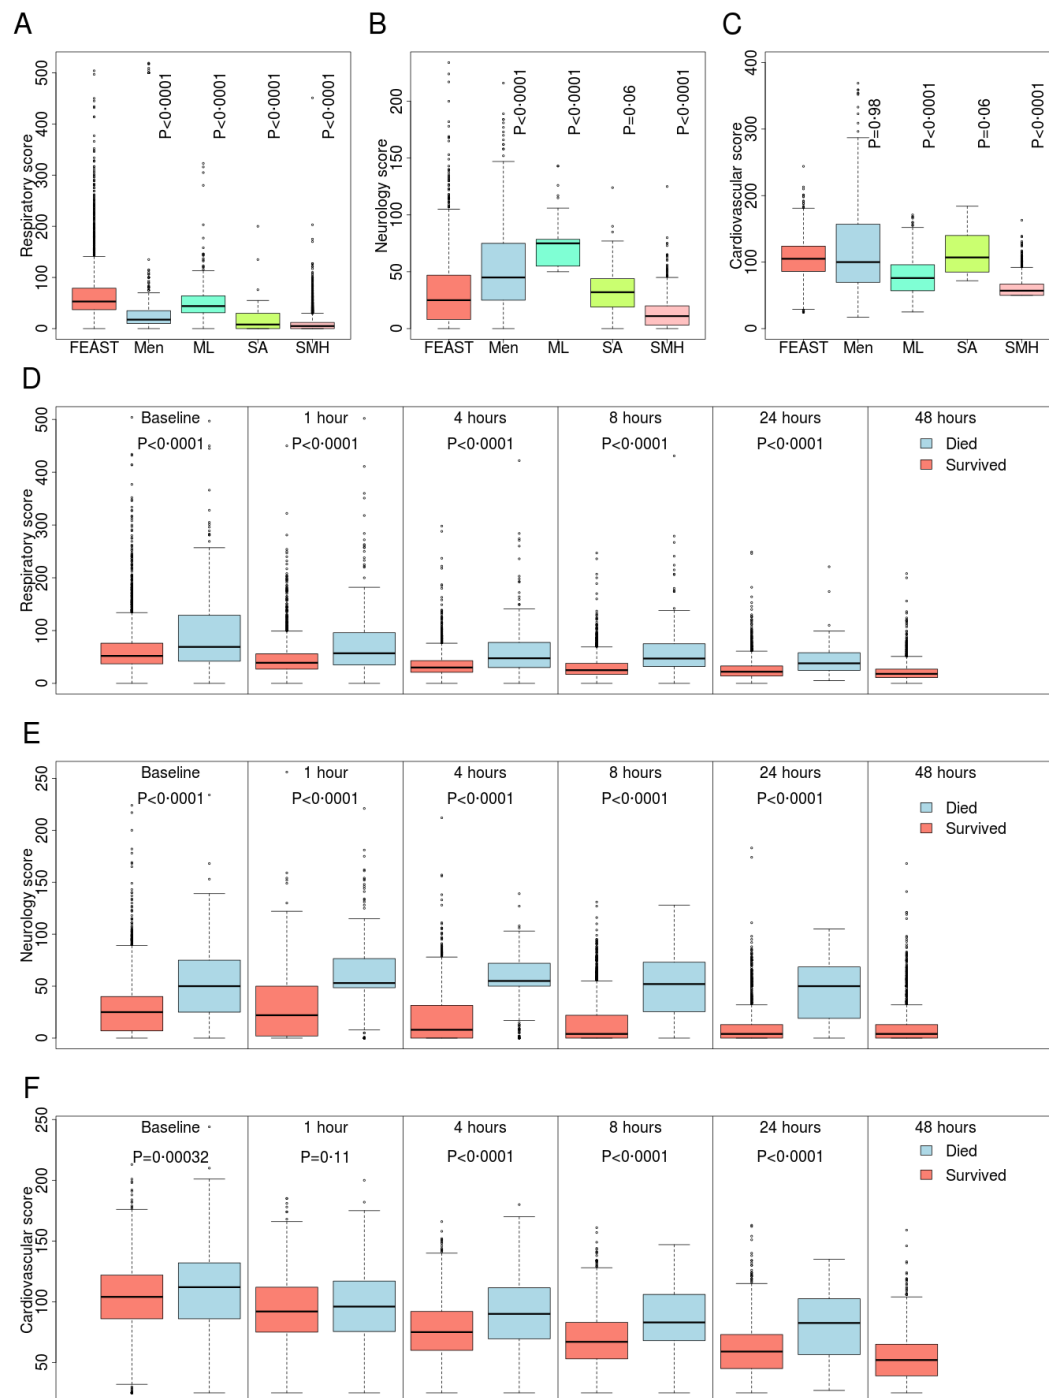 A
Respiratory score
0
100
200
300
400
500
P<0·0001
P<0·0001
P<0·0001
P<0·0001
FEAST Men ML SA SMH
B
Neurology score
0
50
100
150
200
P<0·0001
P<0·0001
P=0·06
P<0·0001
FEAST Men ML SA SMH
C
Cardiovascular score
0
100
200
300
400
P=0·98
P<0·0001
P=0·06
P<0·0001
FEAST Men ML SA SMH
D
Respiratory score
0
100
200
300
400
500
Baseline 1 hour 4 hours 8 hours 24 hours 48 hours
P<0·0001 P<0·0001 P<0·0001 P<0·0001 P<0·0001
Died
Survived
E
Neurology score
0
50
100
150
200
250
Baseline 1 hour 4 hours 8 hours 24 hours 48 hours
P<0·0001 P<0·0001 P<0·0001 P<0·0001 P<0·0001
Died
Survived
F
Cardiovascular score
50
100
150
200
250
Baseline 1 hour 4 hours 8 hours 24 hours 48 hours
P=0·00032 P=0·11 P<0·0001 P<0·0001 P<0·0001
Died
Survived